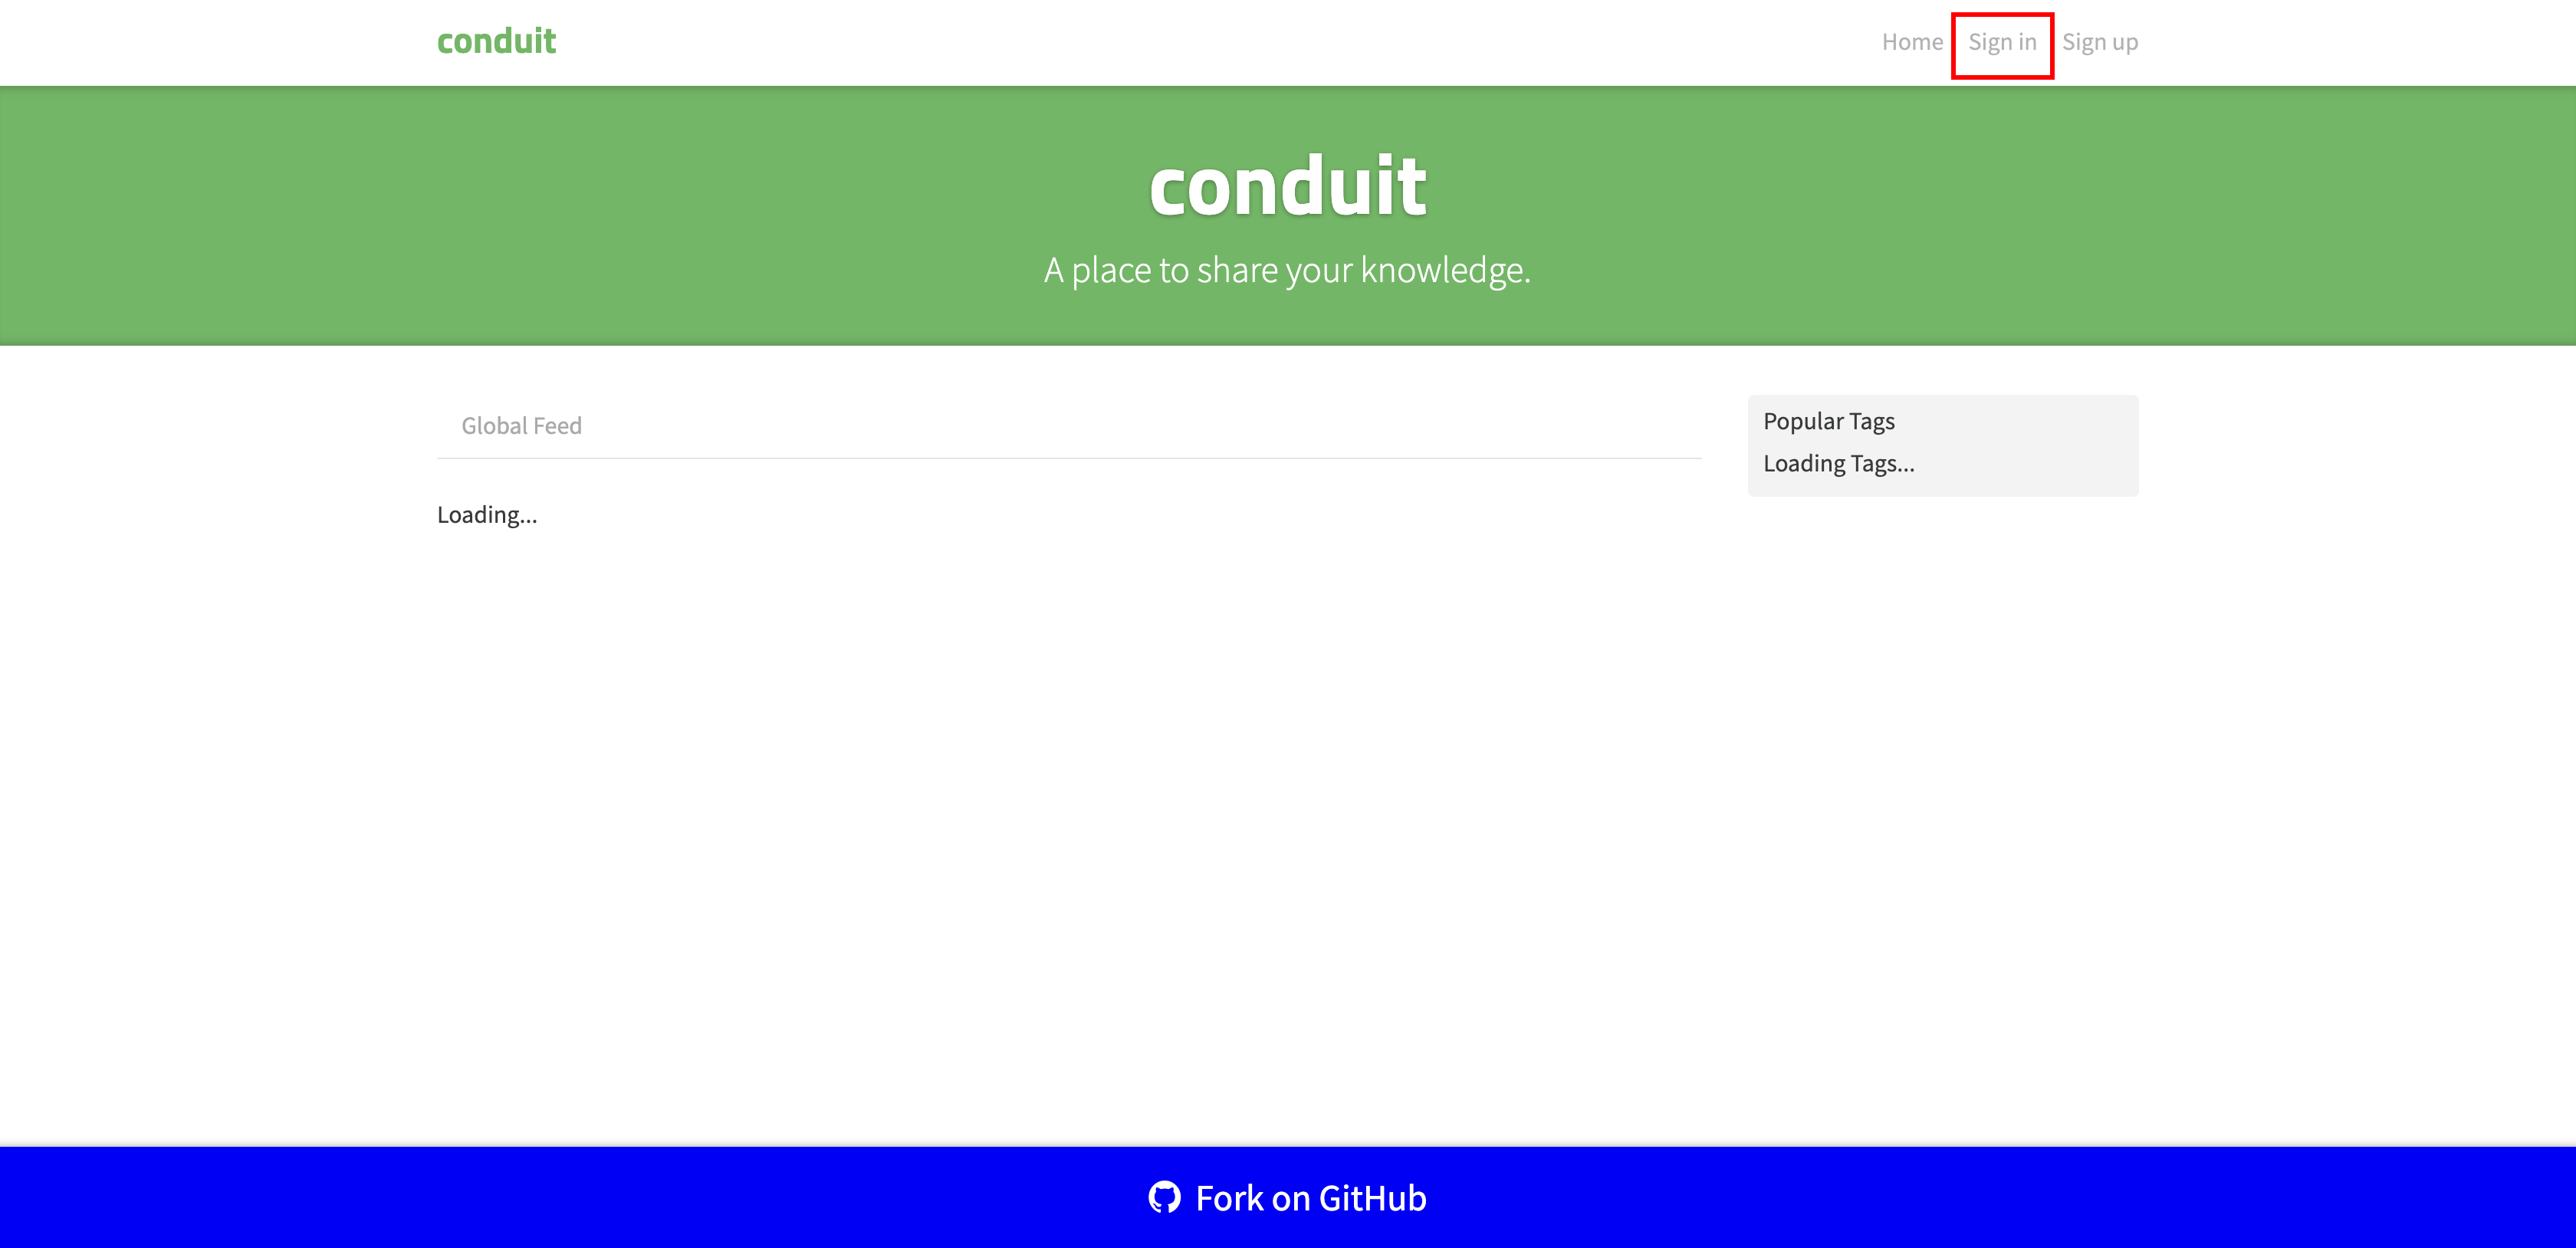 conduit
Home Sign in Sign up
conduit
A place to share your knowledge.
Global Feed
Popular Tags
Loading Tags...
Loading...
Fork on GitHub